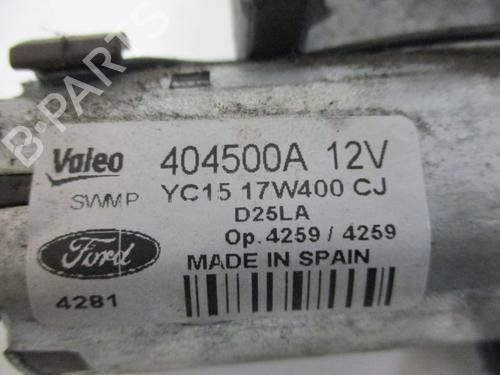 B-PARTS
Valeo 404500A 12V
SWMP YC15 17W400 CJ
D25LA
Op. 4259 / 4259
Ford MADE IN SPAIN
4281